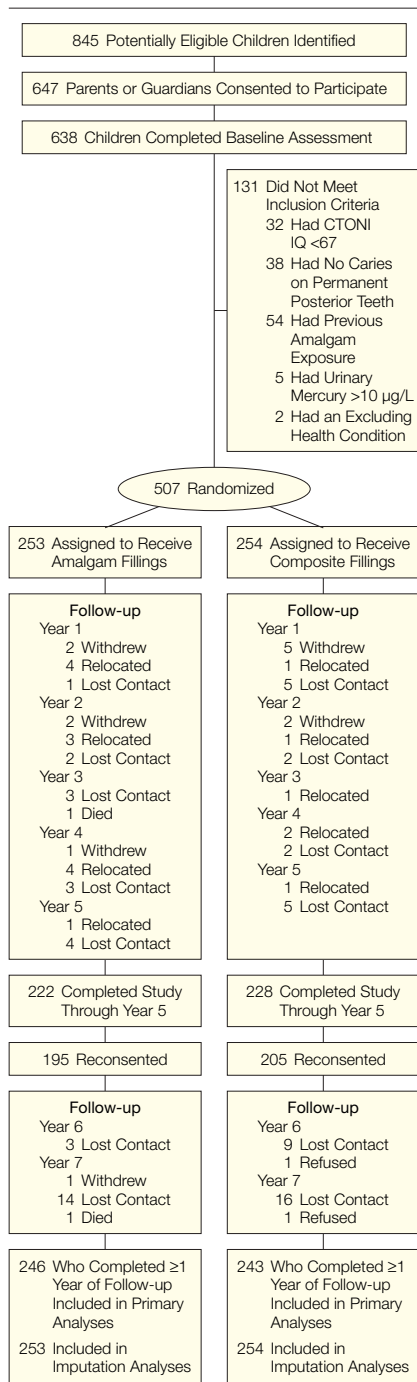 845 Potentially Eligible Children Identified
647 Parents or Guardians Consented to Participate
638 Children Completed Baseline Assessment
131 Did Not Meet
Inclusion Criteria
32 Had CTONI
IQ <67
38 Had No Caries
on Permanent
Posterior Teeth
54 Had Previous
Amalgam
Exposure
5 Had Urinary
Mercury >10 µg/L
2 Had an Excluding
Health Condition
507 Randomized
253 Assigned to Receive
Amalgam Fillings
Follow-up
Year 1
2 Withdrew
4 Relocated
1 Lost Contact
Year 2
2 Withdrew
3 Relocated
2 Lost Contact
Year 3
3 Lost Contact
1 Died
Year 4
1 Withdrew
4 Relocated
3 Lost Contact
Year 5
1 Relocated
4 Lost Contact
222 Completed Study
Through Year 5
195 Reconsented
Follow-up
Year 6
3 Lost Contact
Year 7
1 Withdrew
14 Lost Contact
1 Died
246 Who Completed ≥1
Year of Follow-up
Included in Primary
Analyses
253 Included in
Imputation Analyses
254 Assigned to Receive
Composite Fillings
Follow-up
Year 1
5 Withdrew
1 Relocated
5 Lost Contact
Year 2
2 Withdrew
1 Relocated
2 Lost Contact
Year 3
1 Relocated
Year 4
2 Relocated
2 Lost Contact
Year 5
1 Relocated
5 Lost Contact
228 Completed Study
Through Year 5
205 Reconsented
Follow-up
Year 6
9 Lost Contact
1 Refused
Year 7
16 Lost Contact
1 Refused
243 Who Completed ≥1
Year of Follow-up
Included in Primary
Analyses
254 Included in
Imputation Analyses